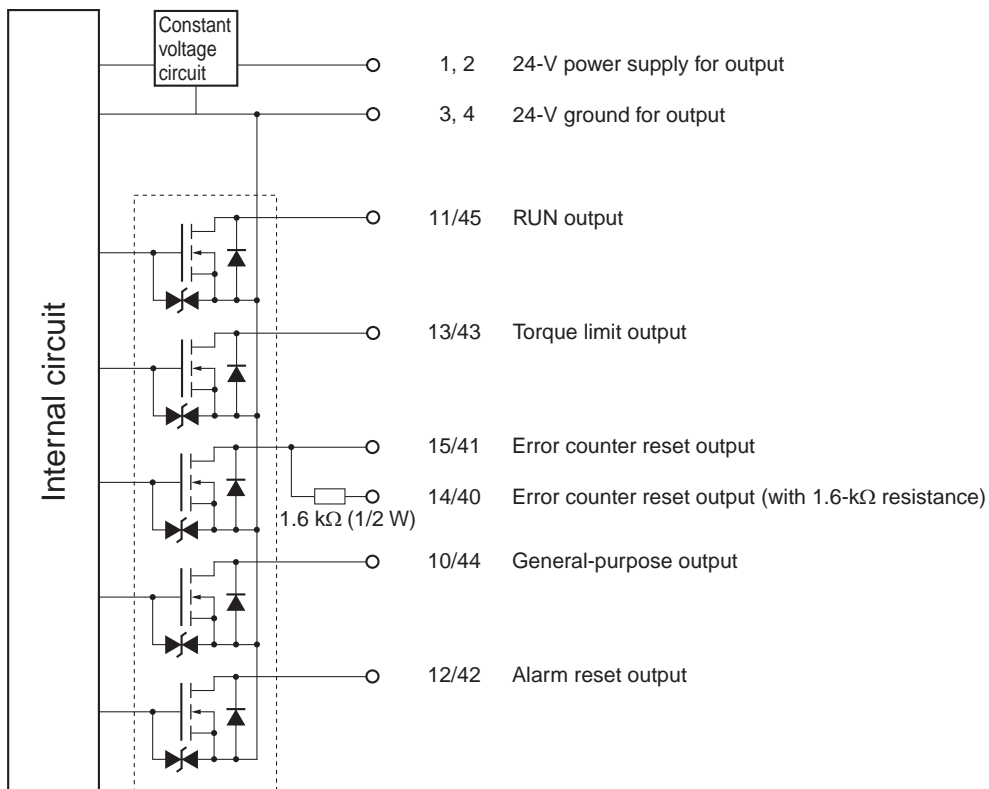 Constant
voltage
circuit
1, 2 24-V power supply for output
3, 4 24-V ground for output
11/45 RUN output
Internal circuit
13/43 Torque limit output
15/41 Error counter reset output
14/40 Error counter reset output (with 1.6-kΩ resistance)
1.6 kΩ (1/2 W)
10/44 General-purpose output
12/42 Alarm reset output